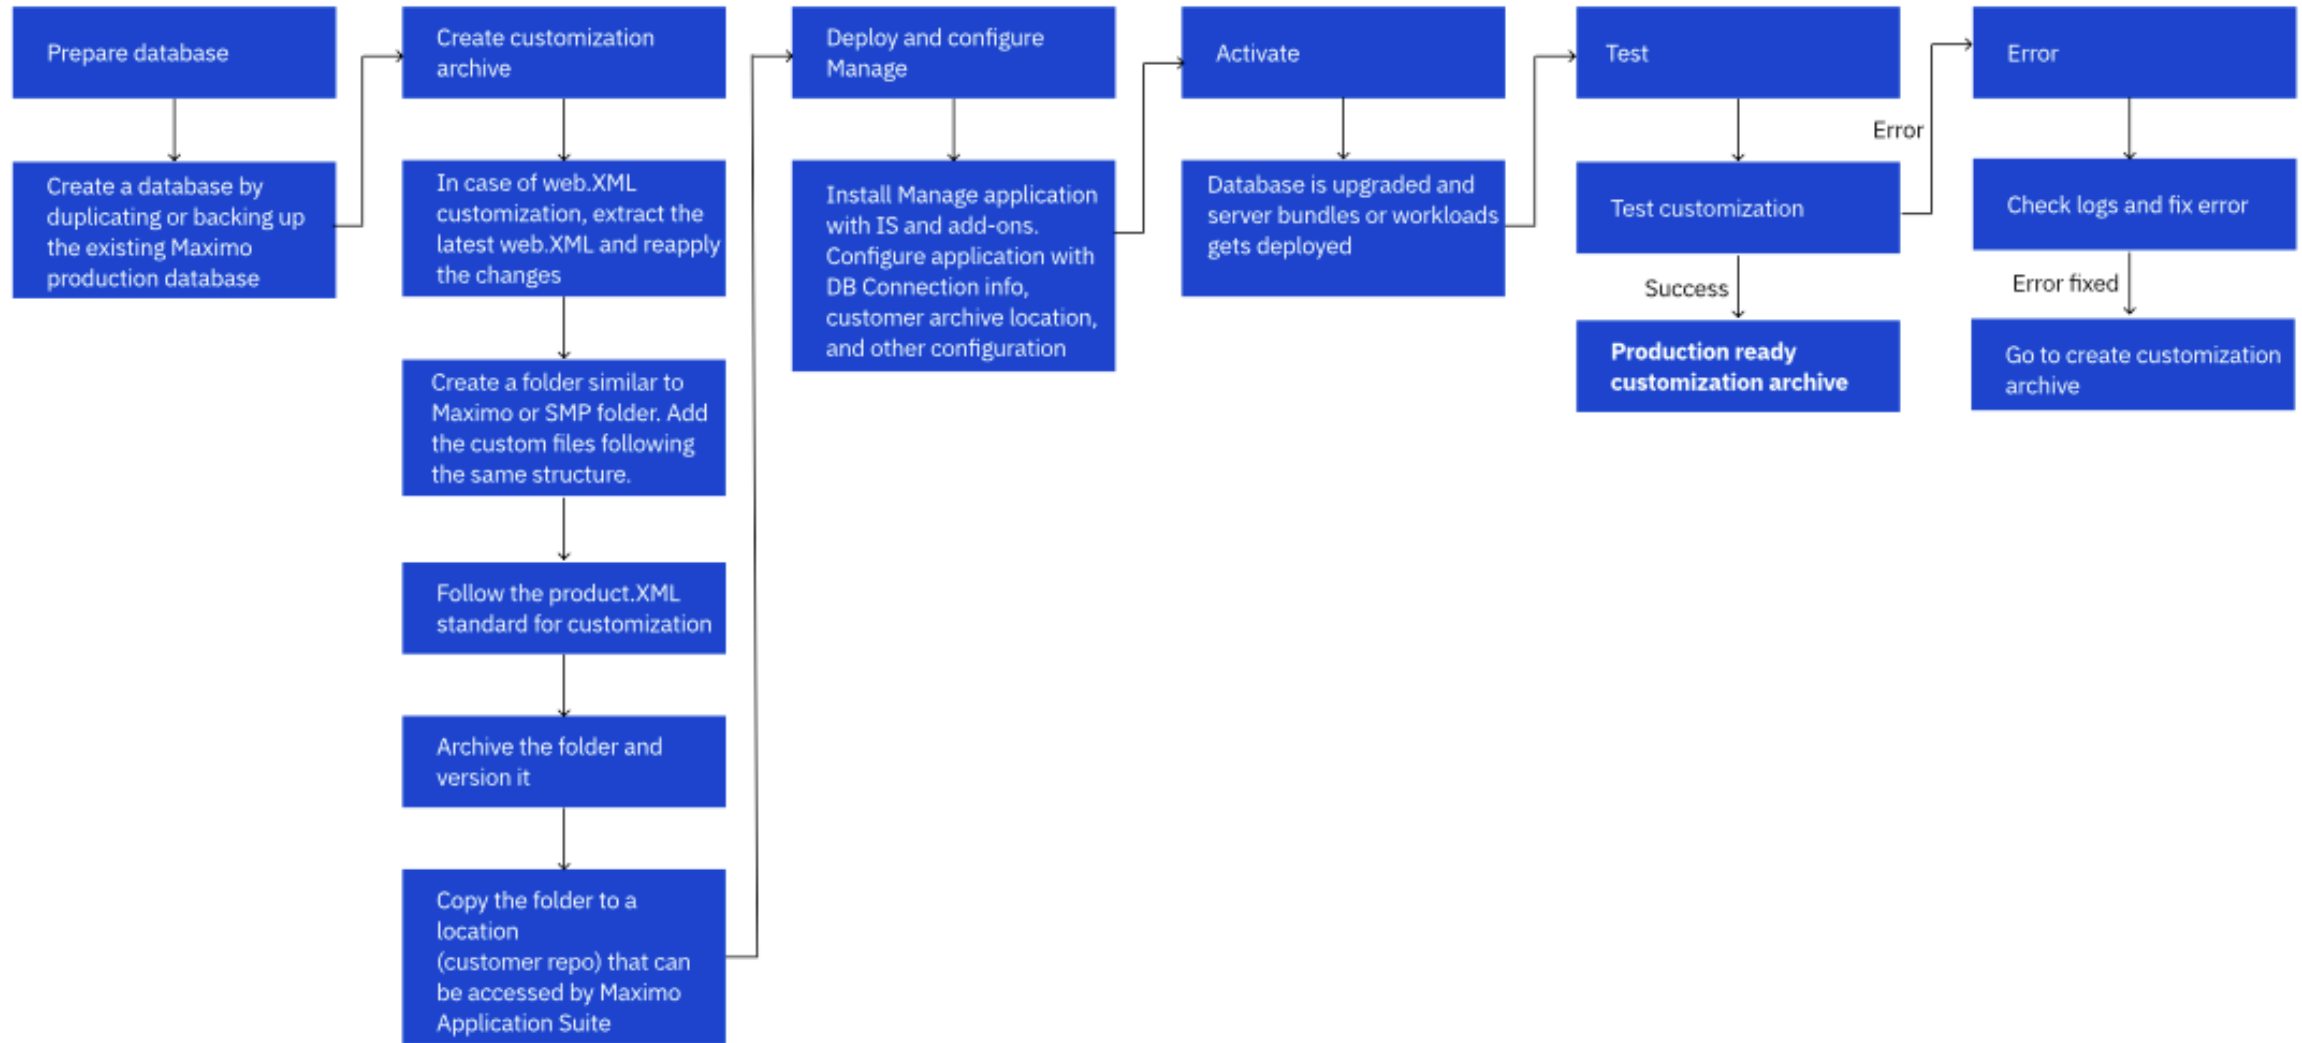 Prepare database
Create a database by
duplicating or backing up
the existing Maximo
production database
Create customization
archive
In case of web.XML
customization, extract the
latest web.XML and reapply
the changes
Create a folder similar to
Maximo or SMP folder. Add
the custom files following
the same structure.
Follow the product.XML
standard for customization
Archive the folder and
version it
Copy the folder to a
location
(customer repo) that can
be accessed by Maximo
Application Suite
Deploy and configure
Manage
Install Manage application
with IS and add-ons.
Configure application with
DB Connection info,
customer archive location,
and other configuration
Activate
Database is upgraded and
server bundles or workloads
gets deployed
Test
Test customization
Success
Production ready
customization archive
Error
Error
Check logs and fix error
Error fixed
Go to create customization
archive